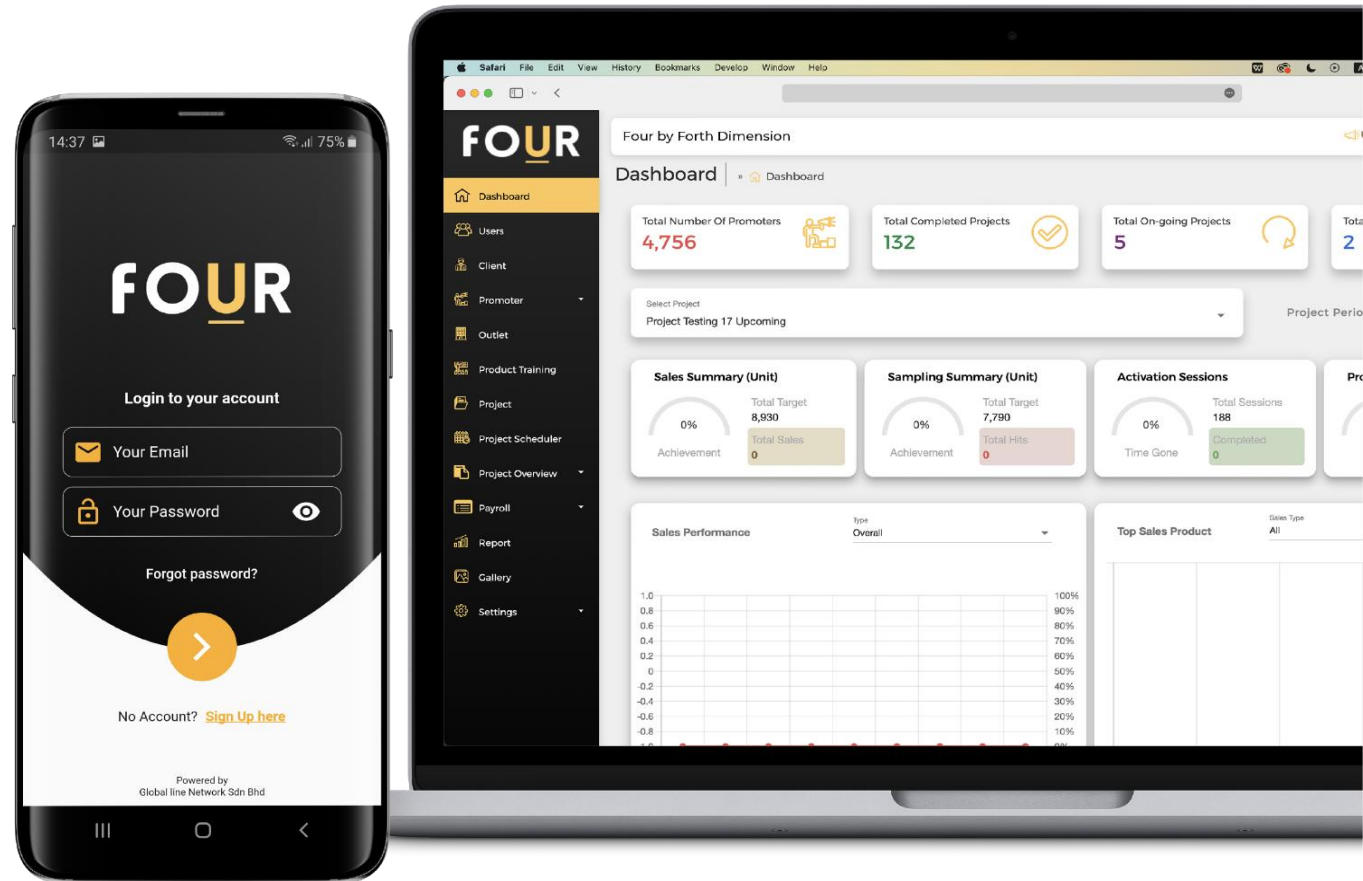 14:37
75%
FOUR
Login to your account
Your Email
Your Password
Forgot password?
No Account? Sign Up here
Powered by
Global line Network Sdn Bhd
Safari File Edit View History Bookmarks Develop Window Help
FOUR
Dashboard
Users
Client
Promoter
Outlet
Product Training
Project
Project Scheduler
Project Overview
Payroll
Report
Gallery
Settings
Four by Forth Dimension
Dashboard » Dashboard
Total Number Of Promoters
4,756
Total Completed Projects
132
Total On-going Projects
5
2
Select Project
Project Testing 17 Upcoming
Project
Sales Summary (Unit)
0%
Achievement
Total Target
8,930
Total Sales
0
Sampling Summary (Unit)
0%
Achievement
Total Target
7,790
Total Hits
0
Activation Sessions
0%
Time Gone
Total Sessions
188
Completed
0
Sales Performance
Type
Overall
1.0
0.8
0.6
0.4
0.2
0
-0.2
-0.4
-0.6
-0.8
100%
90%
80%
70%
60%
50%
40%
30%
20%
10%
Top Sales Product
Sales Type
All